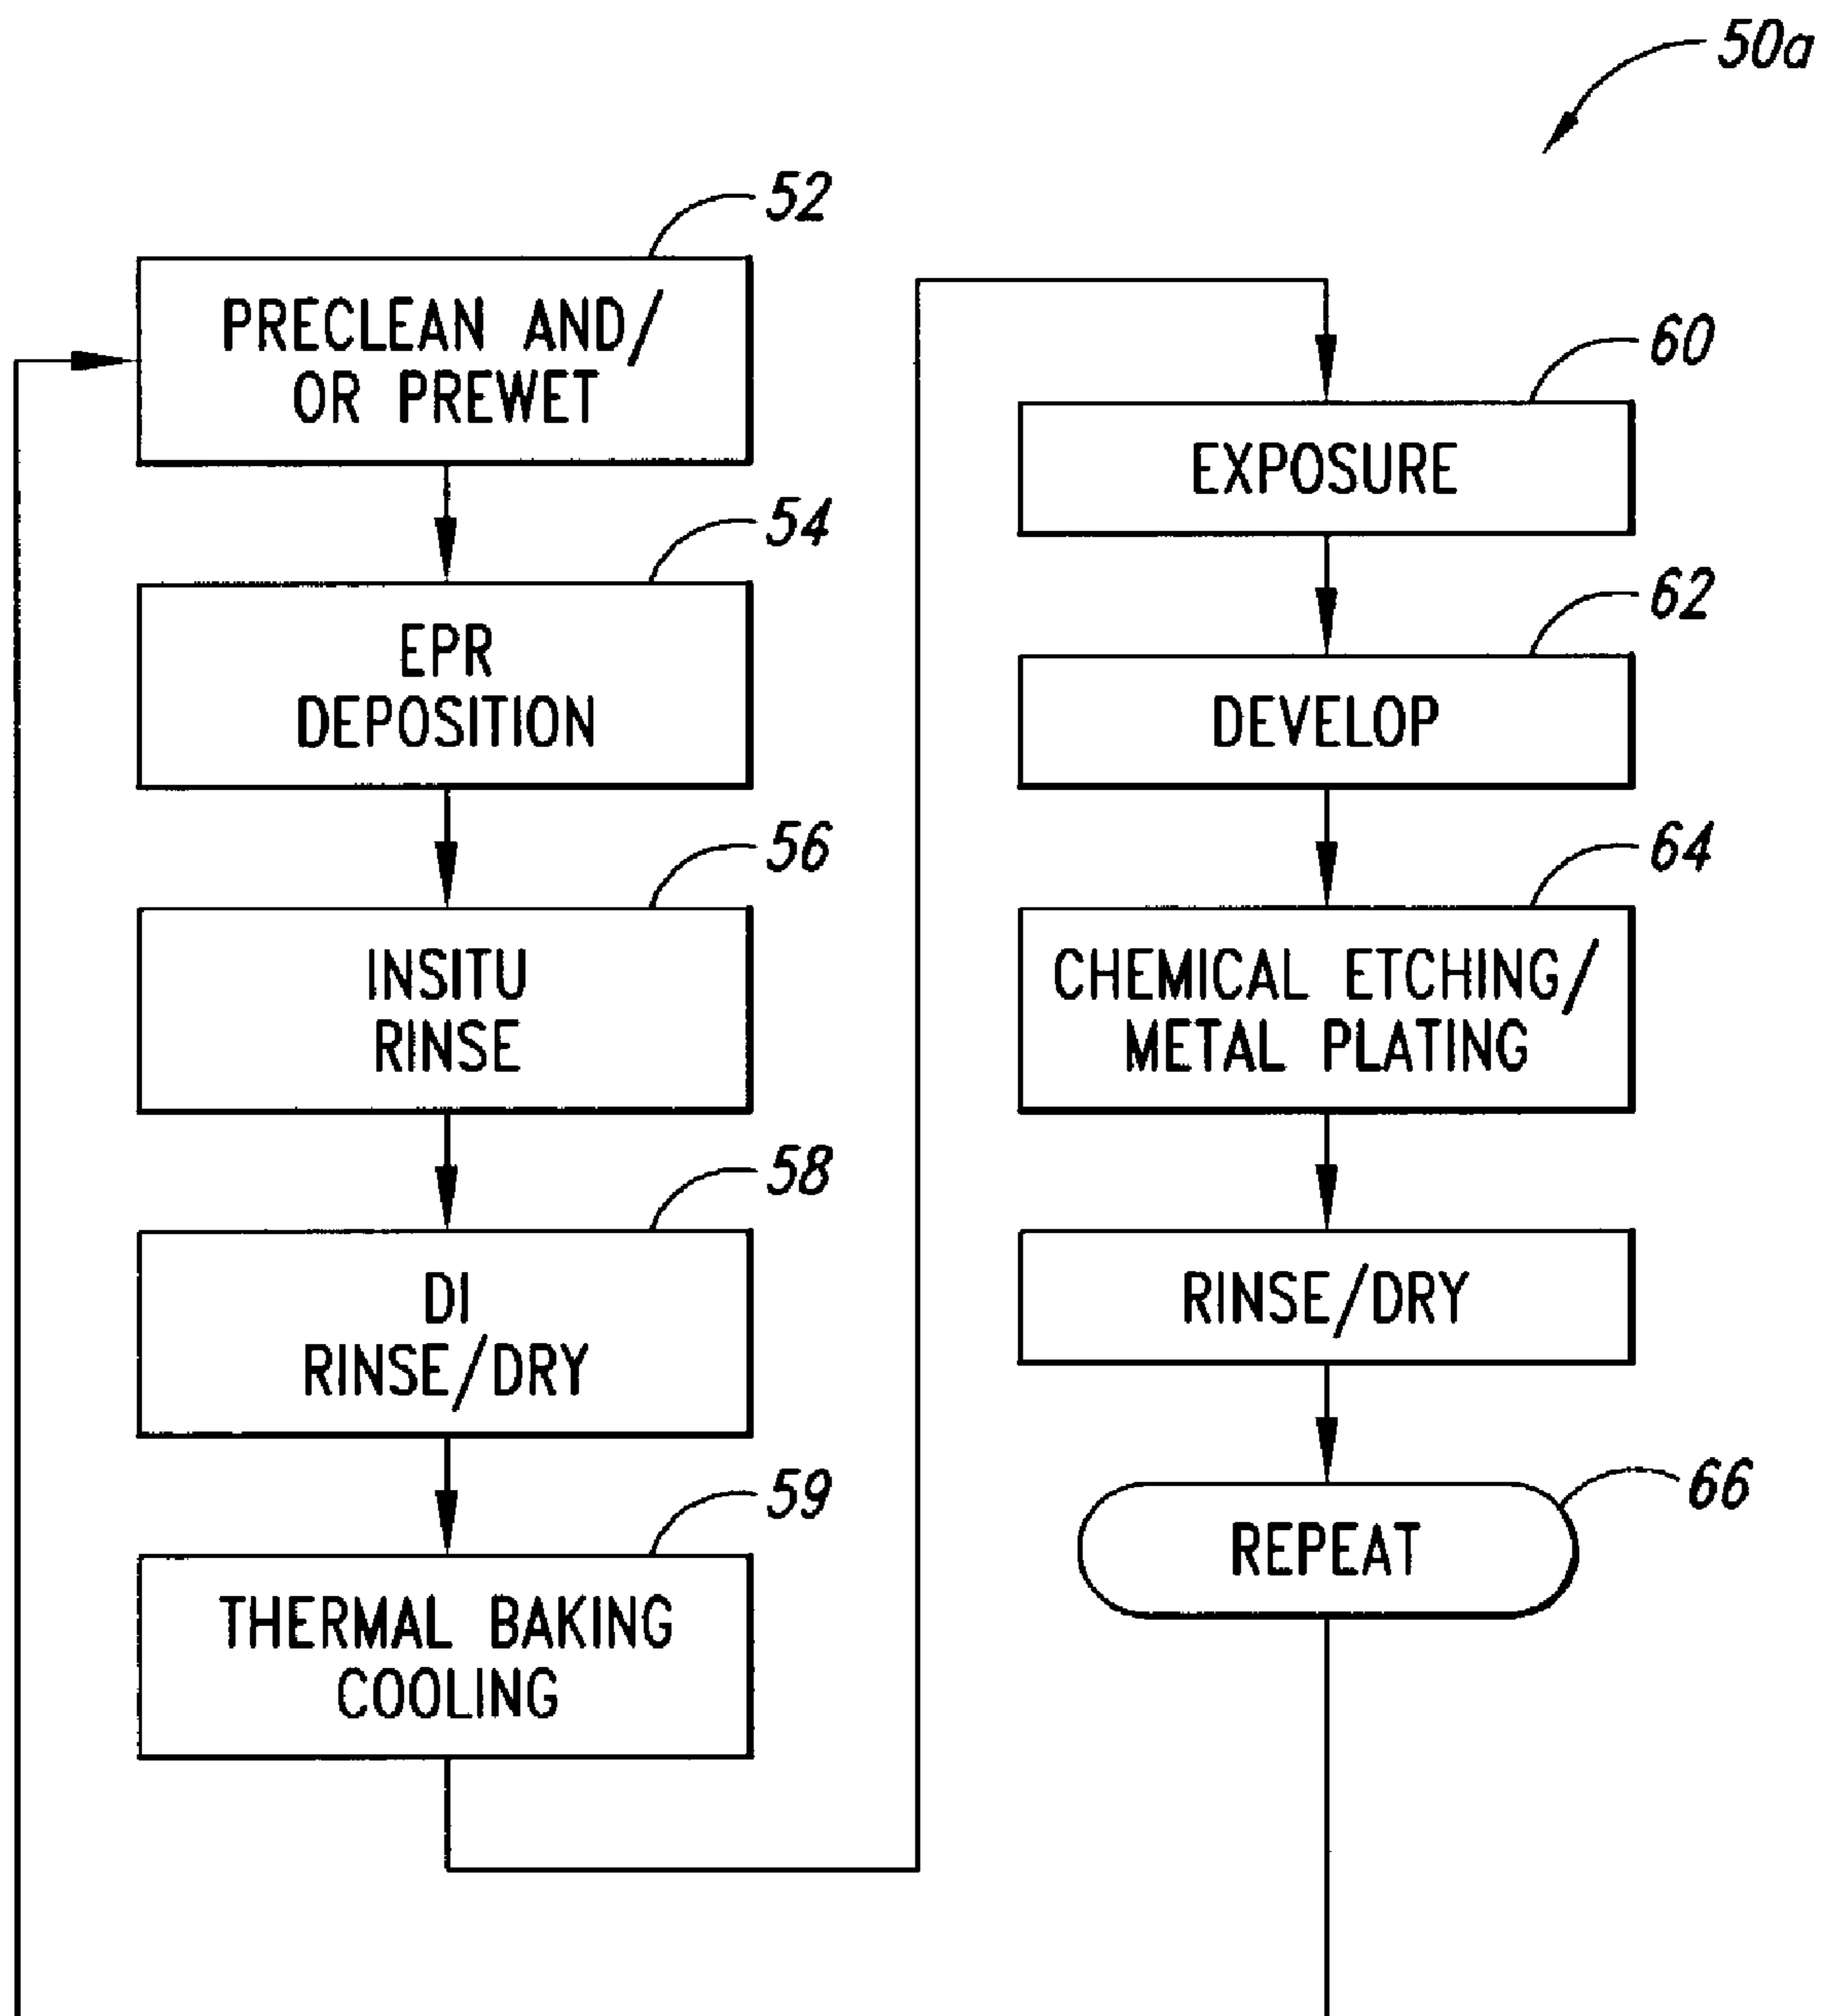 50a
52
PRECLEAN AND/
OR PREWET
54
EPR
DEPOSITION
56
INSITU
RINSE
58
DI
RINSE/DRY
59
THERMAL BAKING
COOLING
60
EXPOSURE
62
DEVELOP
64
CHEMICAL ETCHING/
METAL PLATING
RINSE/DRY
66
REPEAT